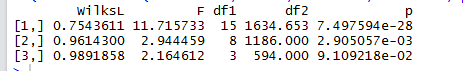 WilksL F df1 df2 p
[1,] 0.7543611 11.715733 15 1634.653 7.497594e-28
[2,] 0.9614300 2.944459 8 1186.000 2.905057e-03
[3,] 0.9891858 2.164612 3 594.000 9.109218e-02
>